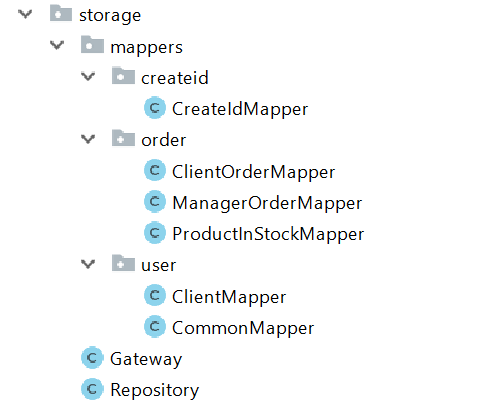 storage
mappers
createid
C CreateIdMapper
order
C ClientOrderMapper
C ManagerOrderMapper
C ProductInStockMapper
user
C ClientMapper
C CommonMapper
C Gateway
C Repository